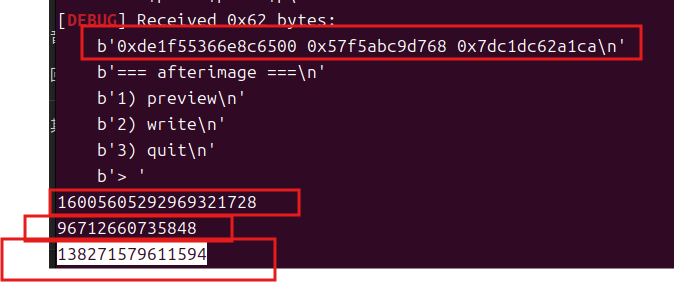 [DEBUG] Received 0x62 bytes:
b'0xde1f55366e8c6500 0x57f5abc9d768 0x7dc1dc62a1ca\n'
b'=== afterimage ===\n'
b'1) preview\n'
b'2) write\n'
b'3) quit\n'
b'> '
16005605292969321728
96712660735848
138271579611594